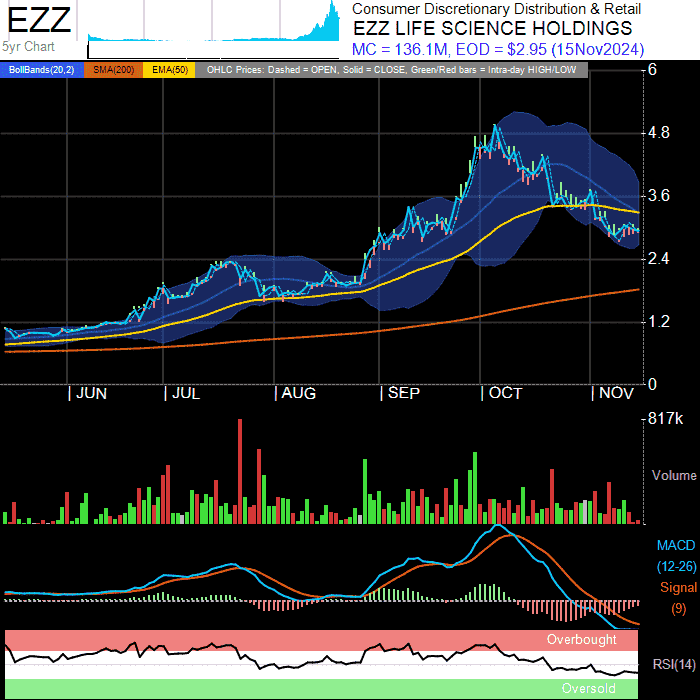 EZZ
5yr Chart
Consumer Discretionary Distribution & Retail
EZZ LIFE SCIENCE HOLDINGS
MC = 136.1M, EOD = $2.95 (15Nov2024)
BollBands(20,2) SMA(200) EMA(50) OHLC Prices: Dashed = OPEN, Solid = CLOSE, Green/Red bars = Intra-day HIGH/LOW
6
4.8
3.6
2.4
1.2
0
| JUN | JUL | AUG | SEP | OCT | NOV
817k
Volume
MACD
(12-26)
Signal
(9)
Overbought
RSI(14)
Oversold